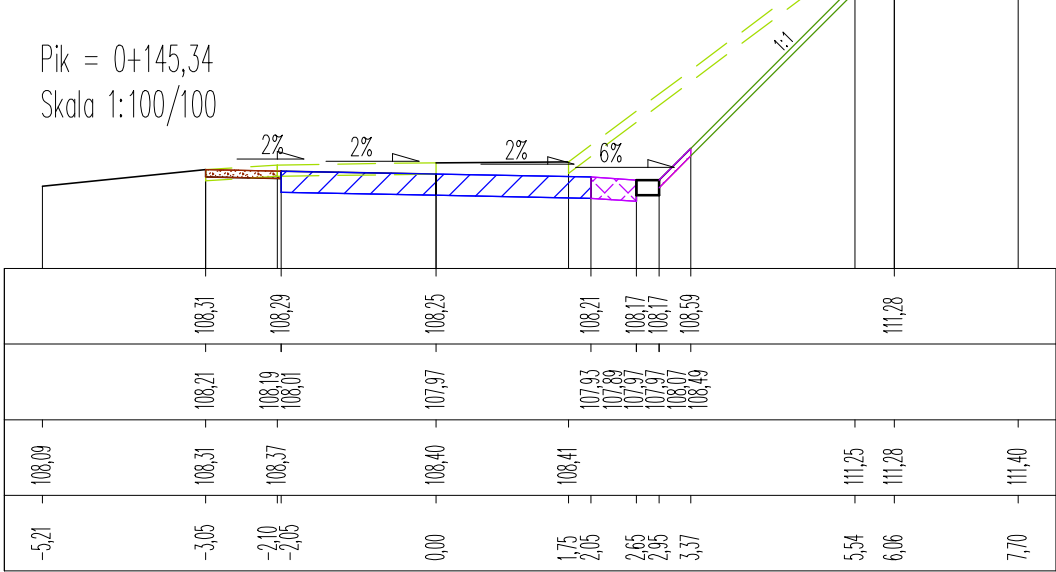 Pik = 0+145,34
Skala 1:100/100
1:1
2% 2% 2% 6%
108,31 108,29 108,25 108,21 108,17 108,17 108,59 111,28
108,21 108,19 108,01 107,97 107,93 107,89 107,97 107,97 108,07 108,49
108,09 108,31 108,37 108,40 108,41 111,25 111,28 111,40
-5,21 -3,05 -2,10 -2,05 0,00 1,75 2,05 2,65 2,95 3,37 5,54 6,06 7,70